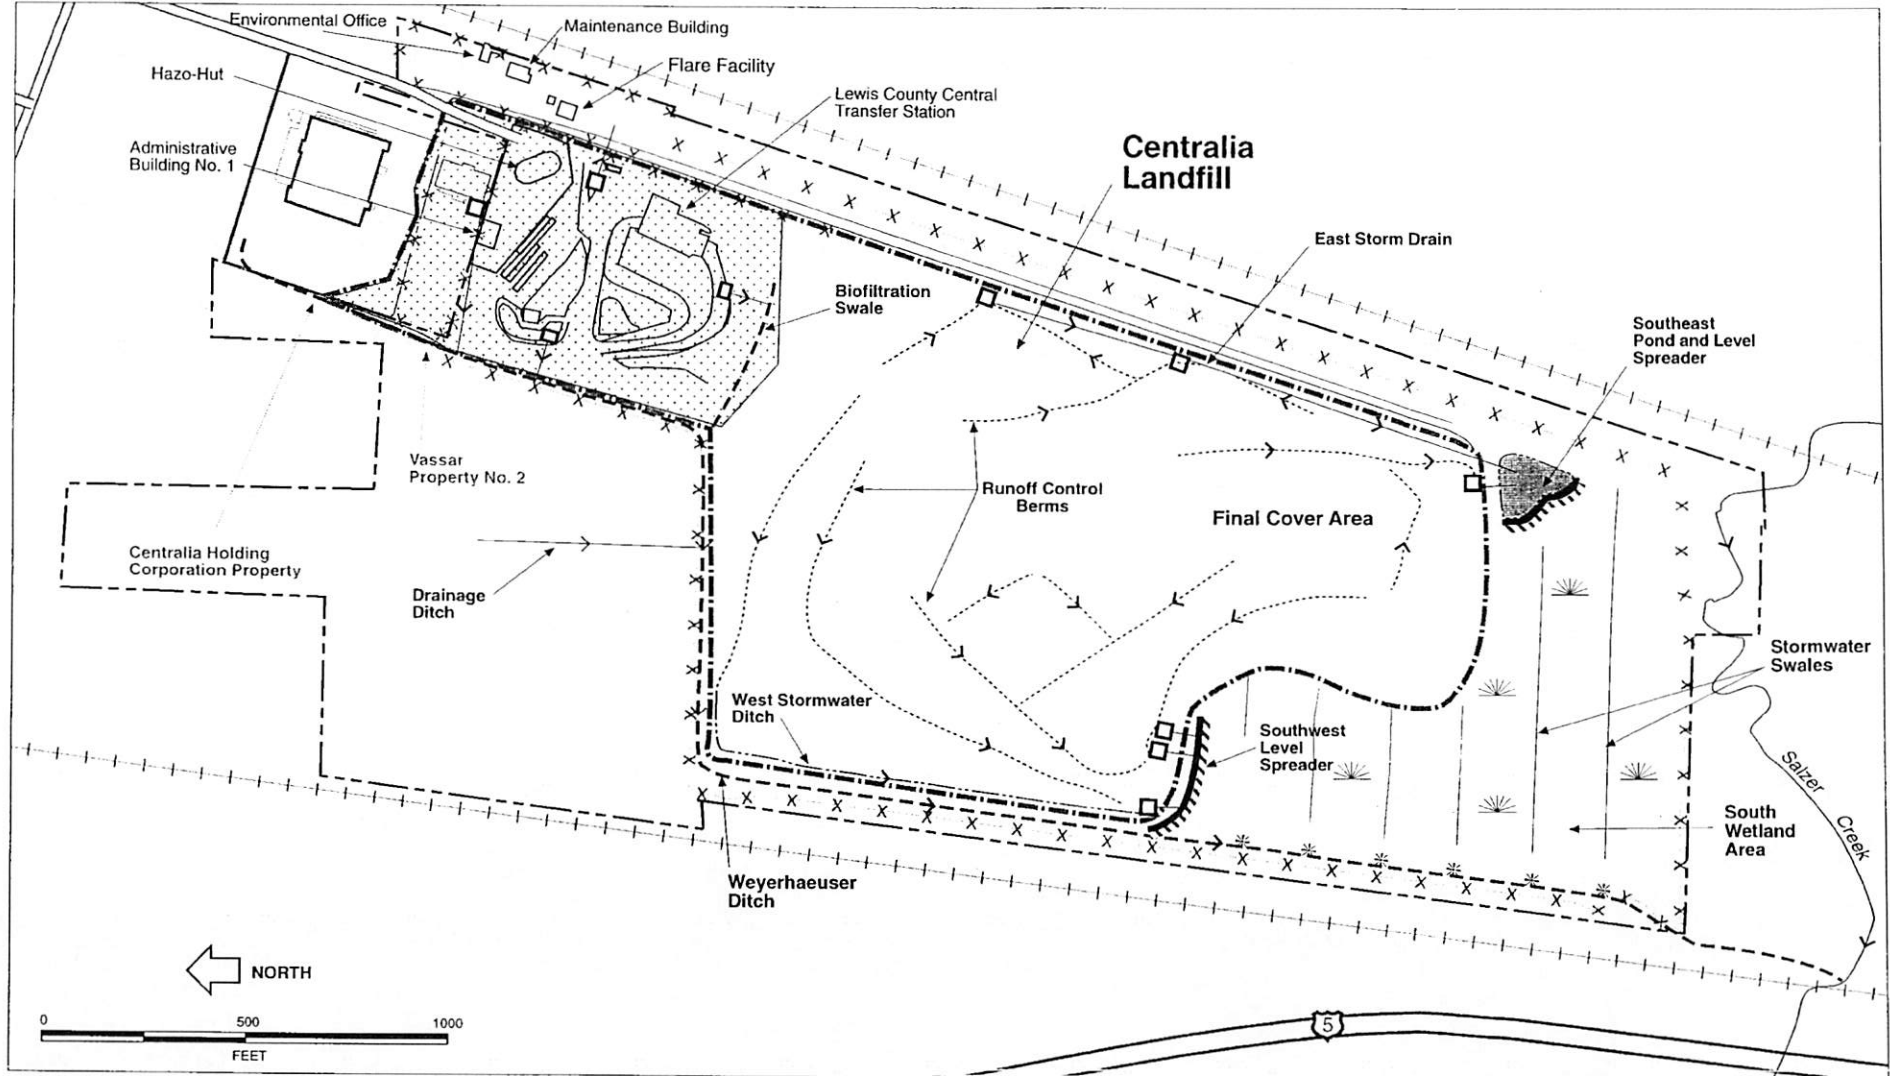 Environmental Office
Maintenance Building
Hazo-Hut
Flare Facility
Lewis County Central
Transfer Station
Administrative
Building No. 1
Centralia
Landfill
East Storm Drain
Biofiltration
Swale
Southeast
Pond and Level
Spreader
Vassar
Property No. 2
Runoff Control
Berms
Final Cover Area
Centralia Holding
Corporation Property
Drainage
Ditch
Stormwater
Swales
West Stormwater
Ditch
Southwest
Level
Spreader
Salzer
Creek
South
Wetland
Area
Weyerhaeuser
Ditch
NORTH
0 500 1000
FEET
5